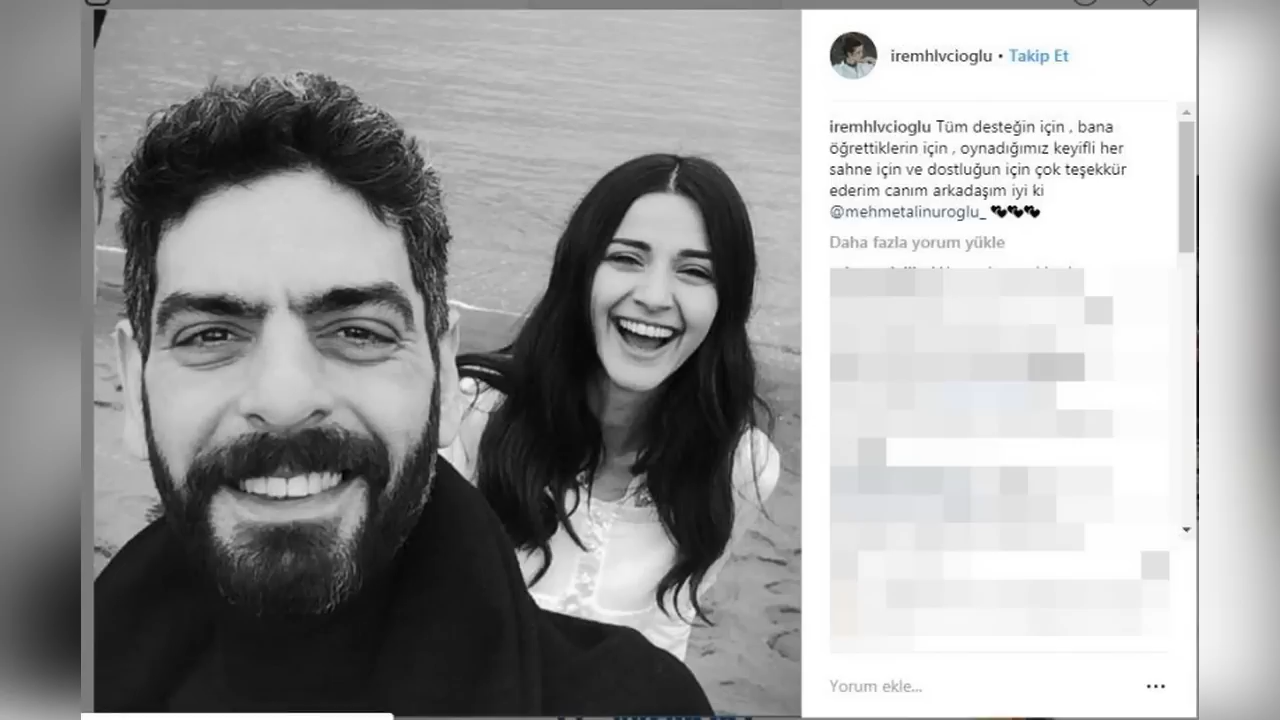 iremhlvcioglu • Takip Et
iremhlvcioglu Tüm desteğin için , bana
öğrettiklerin için , oynadığımız keyifli her
sahne için ve dostluğun için çok teşekkür
ederim canım arkadaşım iyi ki
@mehmetalinuroglu_ 🖤🖤🖤
Daha fazla yorum yükle
Yorum ekle...